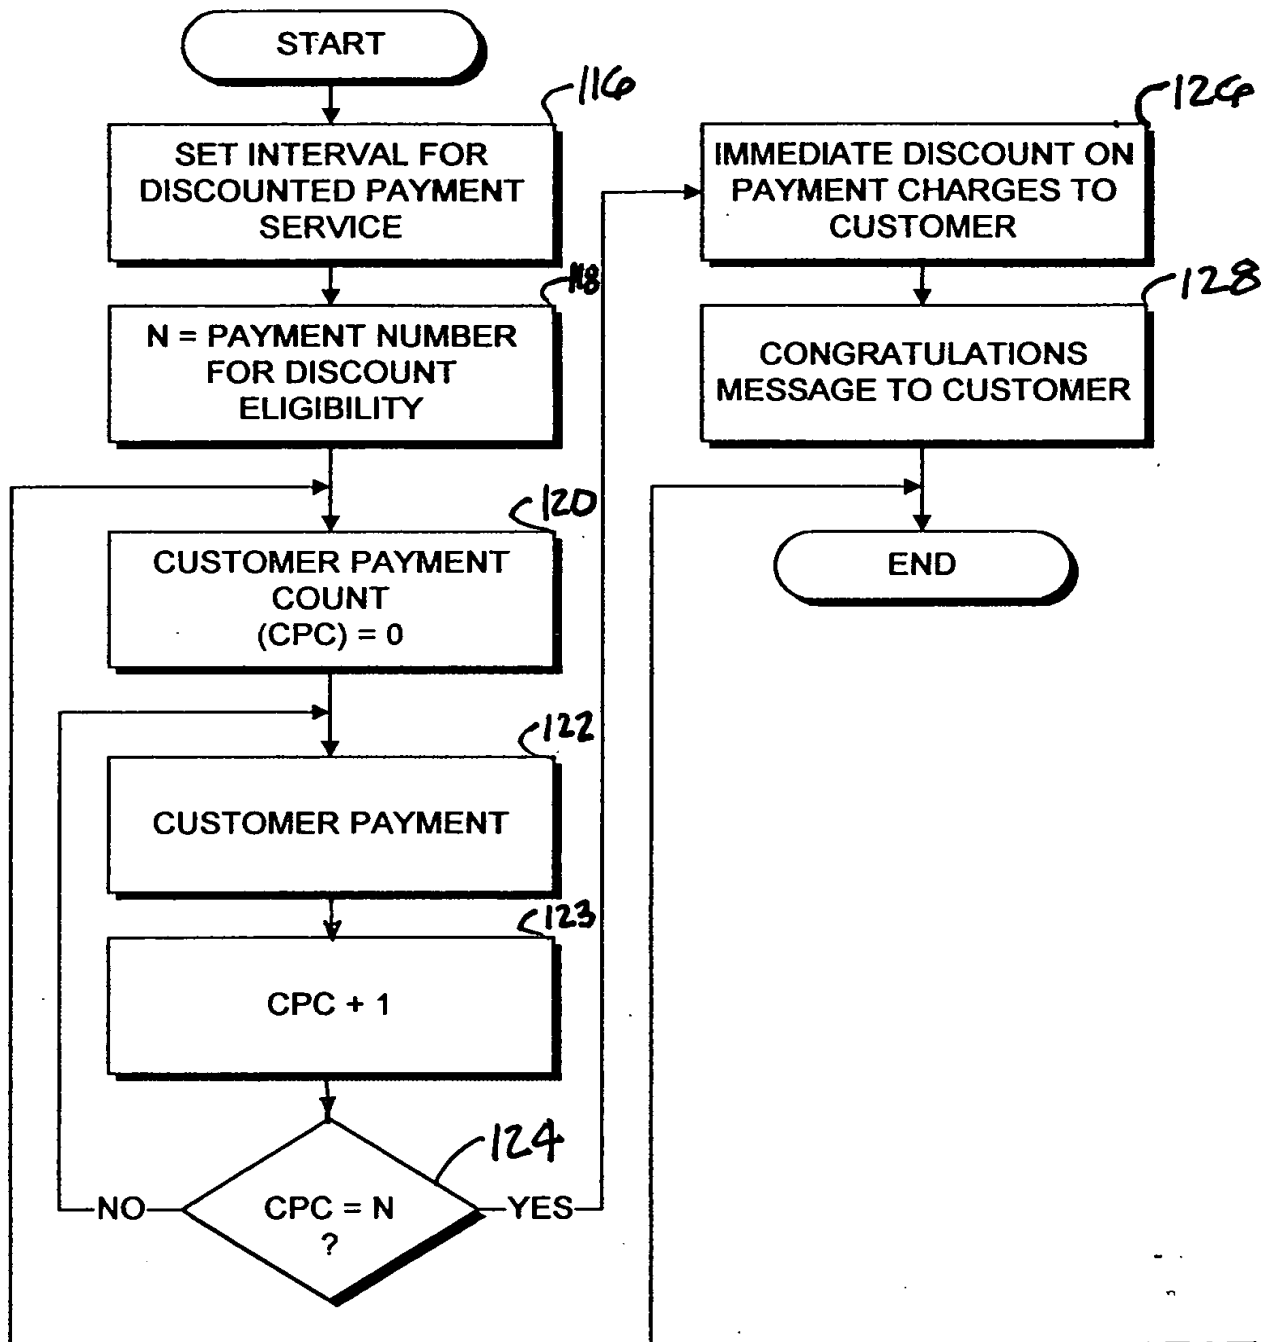 START
116
SET INTERVAL FOR
DISCOUNTED PAYMENT
SERVICE
118
N = PAYMENT NUMBER
FOR DISCOUNT
ELIGIBILITY
120
CUSTOMER PAYMENT
COUNT
(CPC) = 0
122
CUSTOMER PAYMENT
123
CPC + 1
124
CPC = N
?
NO
YES
126
IMMEDIATE DISCOUNT ON
PAYMENT CHARGES TO
CUSTOMER
128
CONGRATULATIONS
MESSAGE TO CUSTOMER
END